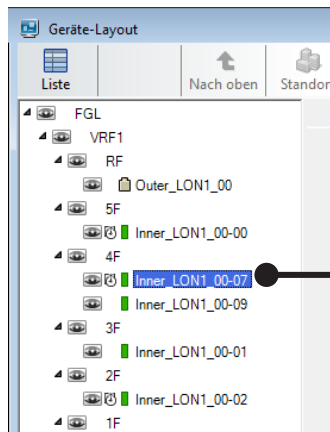 Geräte-Layout
Liste
Nach oben
Standor
FGL
VRF1
RF
Outer_LON1_00
5F
Inner_LON1_00-00
4F
Inner_LON1_00-07
Inner_LON1_00-09
3F
Inner_LON1_00-01
2F
Inner_LON1_00-02
1F